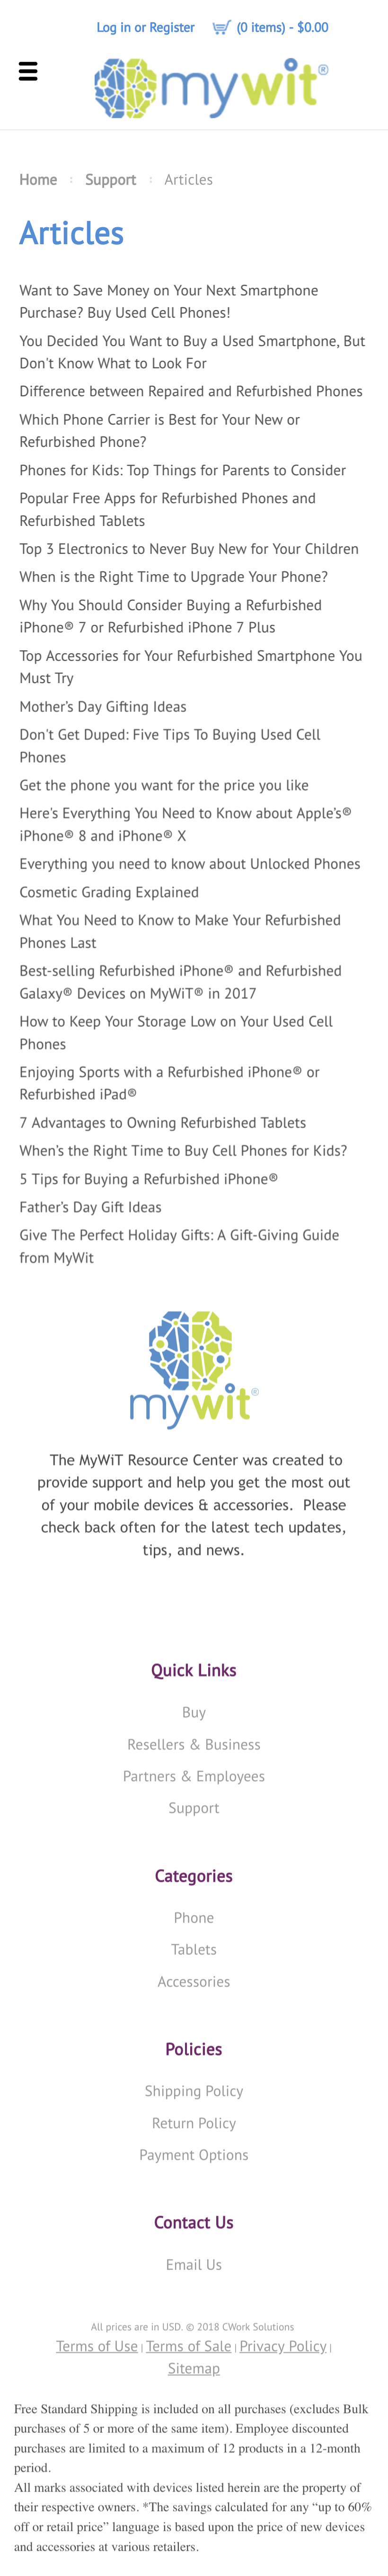 Log in or Register (0 items) - $0.00
mywit®
Home : Support : Articles
Articles
Want to Save Money on Your Next Smartphone
Purchase? Buy Used Cell Phones!
You Decided You Want to Buy a Used Smartphone, But
Don't Know What to Look For
Difference between Repaired and Refurbished Phones
Which Phone Carrier is Best for Your New or
Refurbished Phone?
Phones for Kids: Top Things for Parents to Consider
Popular Free Apps for Refurbished Phones and
Refurbished Tablets
Top 3 Electronics to Never Buy New for Your Children
When is the Right Time to Upgrade Your Phone?
Why You Should Consider Buying a Refurbished
iPhone® 7 or Refurbished iPhone 7 Plus
Top Accessories for Your Refurbished Smartphone You
Must Try
Mother’s Day Gifting Ideas
Don't Get Duped: Five Tips To Buying Used Cell
Phones
Get the phone you want for the price you like
Here's Everything You Need to Know about Apple’s®
iPhone® 8 and iPhone® X
Everything you need to know about Unlocked Phones
Cosmetic Grading Explained
What You Need to Know to Make Your Refurbished
Phones Last
Best-selling Refurbished iPhone® and Refurbished
Galaxy® Devices on MyWiT® in 2017
How to Keep Your Storage Low on Your Used Cell
Phones
Enjoying Sports with a Refurbished iPhone® or
Refurbished iPad®
7 Advantages to Owning Refurbished Tablets
When’s the Right Time to Buy Cell Phones for Kids?
5 Tips for Buying a Refurbished iPhone®
Father’s Day Gift Ideas
Give The Perfect Holiday Gifts: A Gift-Giving Guide
from MyWit
mywit®
The MyWiT Resource Center was created to
provide support and help you get the most out
of your mobile devices & accessories. Please
check back often for the latest tech updates,
tips, and news.
Quick Links
Buy
Resellers & Business
Partners & Employees
Support
Categories
Phone
Tablets
Accessories
Policies
Shipping Policy
Return Policy
Payment Options
Contact Us
Email Us
All prices are in USD. © 2018 CWork Solutions
Terms of Use | Terms of Sale | Privacy Policy |
Sitemap
Free Standard Shipping is included on all purchases (excludes Bulk
purchases of 5 or more of the same item). Employee discounted
purchases are limited to a maximum of 12 products in a 12-month
period.
All marks associated with devices listed herein are the property of
their respective owners. *The savings calculated for any “up to 60%
off or retail price” language is based upon the price of new devices
and accessories at various retailers.